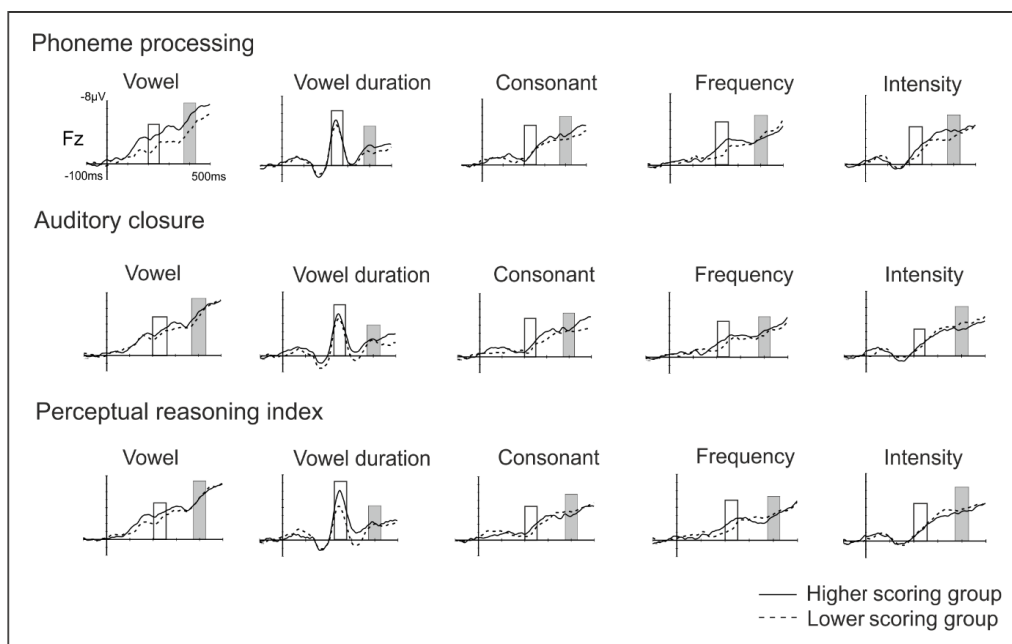 Phoneme processing
Vowel Vowel duration Consonant Frequency Intensity
-8µV
Fz
-100ms 500ms
Auditory closure
Vowel Vowel duration Consonant Frequency Intensity
Perceptual reasoning index
Vowel Vowel duration Consonant Frequency Intensity
Higher scoring group
Lower scoring group